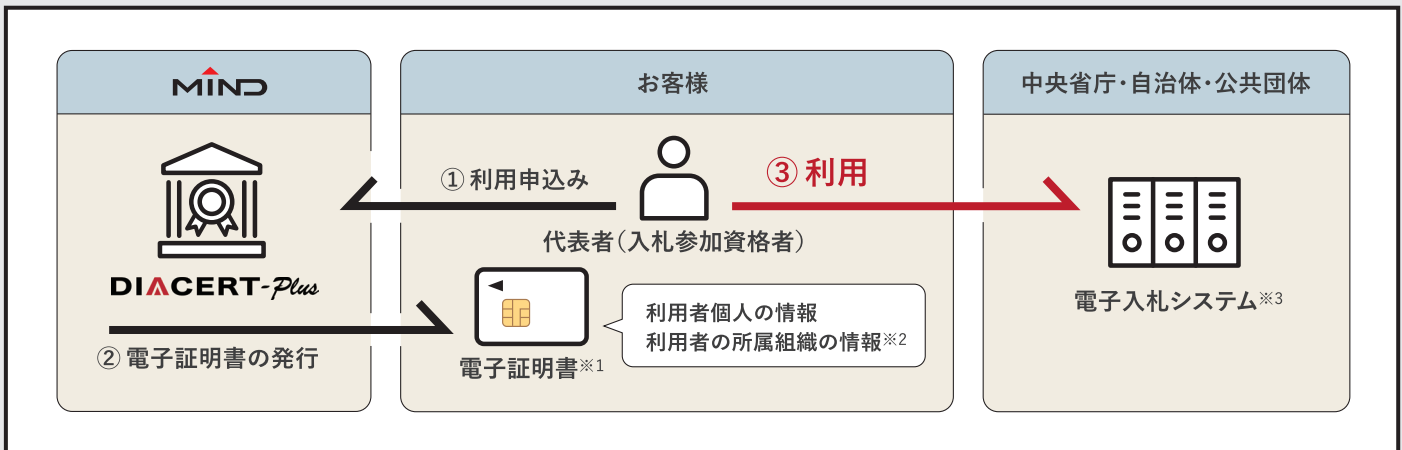 MIND
お客様
中央省庁・自治体・公共団体
① 利用申込み
③ 利用
代表者（入札参加資格者）
DIACERT-Plus
② 電子証明書の発行
電子証明書※1
利用者個人の情報
利用者の所属組織の情報※2
電子入札システム※3